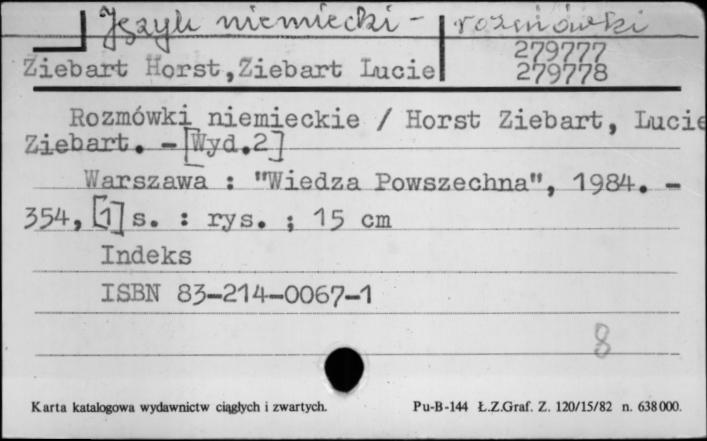 Język niemiecki - rozmówki
279777
Ziebart Horst,Ziebart Lucie
279778
Rozmówki niemieckie / Horst Ziebart, Lucie
Ziebart. - [Wyd.2]
Warszawa : "Wiedza Powszechna", 1984. -
354, [1] s. : rys. ; 15 cm
Indeks
ISBN 83-214-0067-1
8
Karta katalogowa wydawnictw ciągłych i zwartych. Pu-B-144 Ł.Z.Graf. Z. 120/15/82 n. 638000.